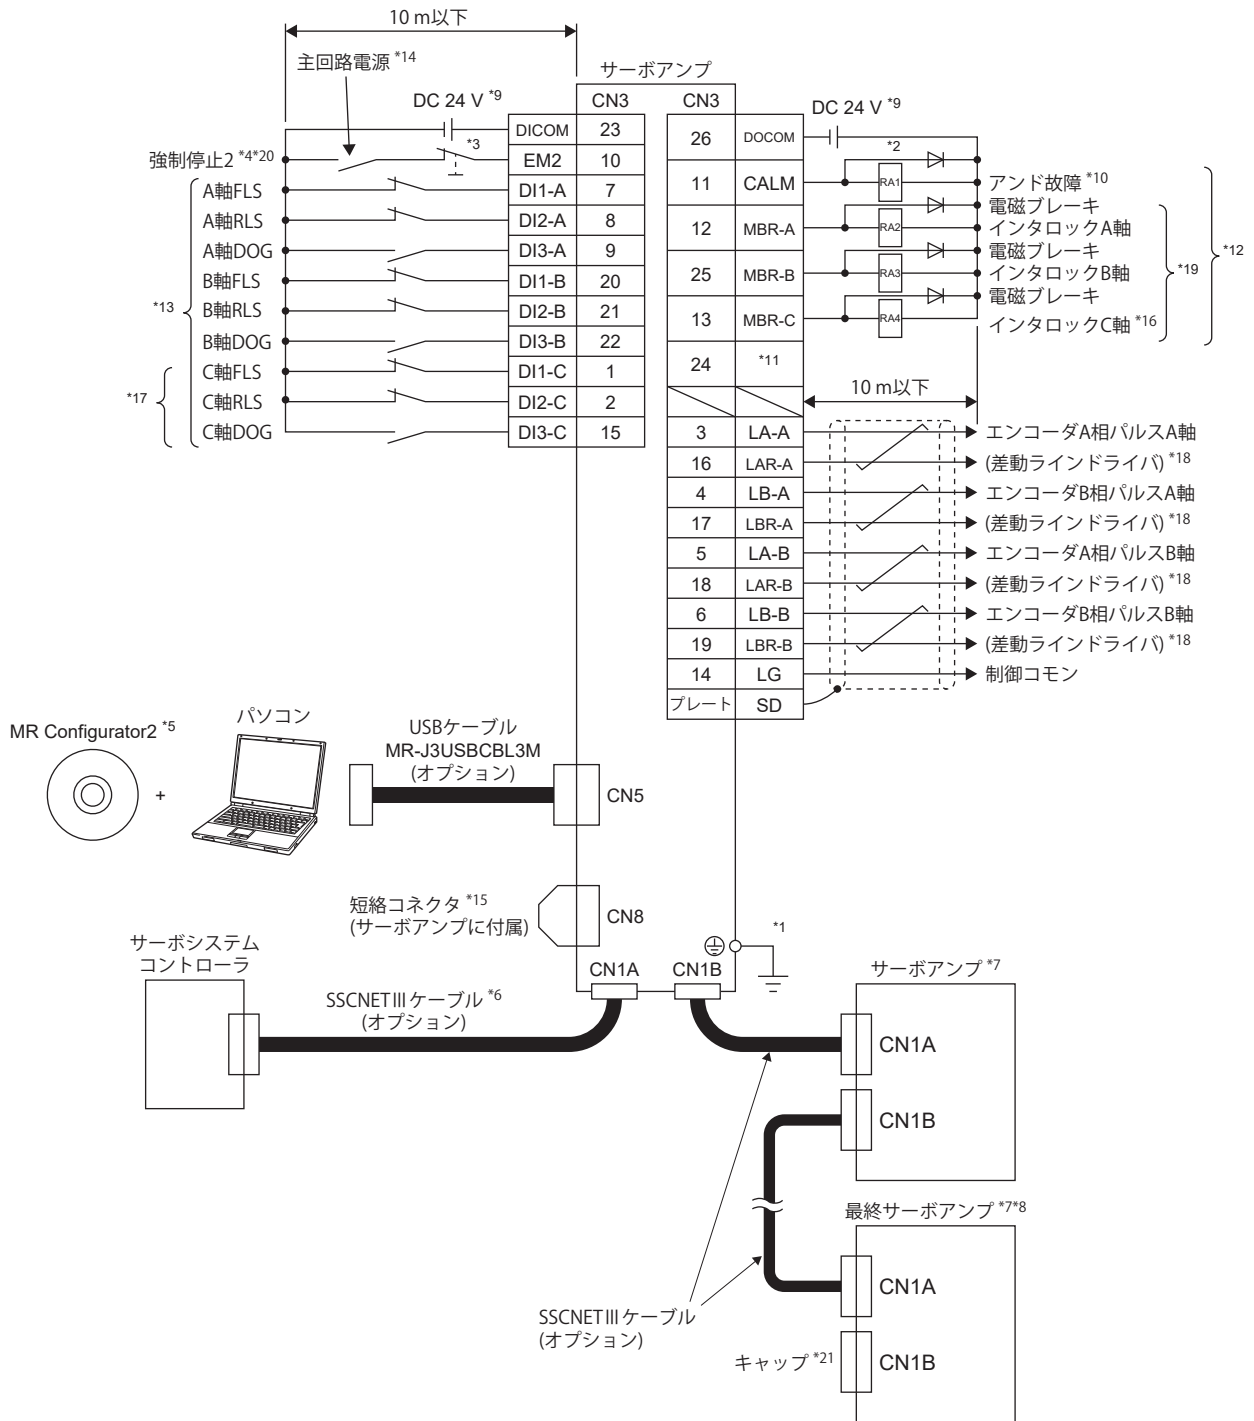 10 m以下
主回路電源 *14
サーボアンプ
DC 24 V *9
CN3
CN3
DC 24 V *9
DICOM 23
26 DOCOM
強制停止2 *4*20
*3
EM2 10
*2
A軸FLS
DI1-A 7
11 CALM
RA1
アンド故障 *10
A軸RLS
DI2-A 8
12 MBR-A
RA2
電磁ブレーキ
インタロックA軸
A軸DOG
DI3-A 9
25 MBR-B
RA3
電磁ブレーキ
インタロックB軸
B軸FLS
DI1-B 20
*13
B軸RLS
DI2-B 21
13 MBR-C
RA4
電磁ブレーキ
インタロックC軸 *16
*19
*12
B軸DOG
DI3-B 22
24 *11
C軸FLS
DI1-C 1
*17
C軸RLS
DI2-C 2
C軸DOG
DI3-C 15
10 m以下
3 LA-A
エンコーダA相パルスA軸
16 LAR-A
(差動ラインドライバ) *18
4 LB-A
エンコーダB相パルスA軸
17 LBR-A
(差動ラインドライバ) *18
5 LA-B
エンコーダA相パルスB軸
18 LAR-B
(差動ラインドライバ) *18
6 LB-B
エンコーダB相パルスB軸
19 LBR-B
(差動ラインドライバ) *18
14 LG
制御コモン
プレート SD
MR Configurator2 *5
+
パソコン
USBケーブル
MR-J3USBCBL3M
(オプション)
CN5
短絡コネクタ *15
(サーボアンプに付属)
CN8
*1
サーボシステム
コントローラ
CN1A
CN1B
SSCNETⅢケーブル *6
(オプション)
サーボアンプ *7
CN1A
CN1B
最終サーボアンプ *7*8
CN1A
SSCNETⅢケーブル
(オプション)
キャップ *21
CN1B